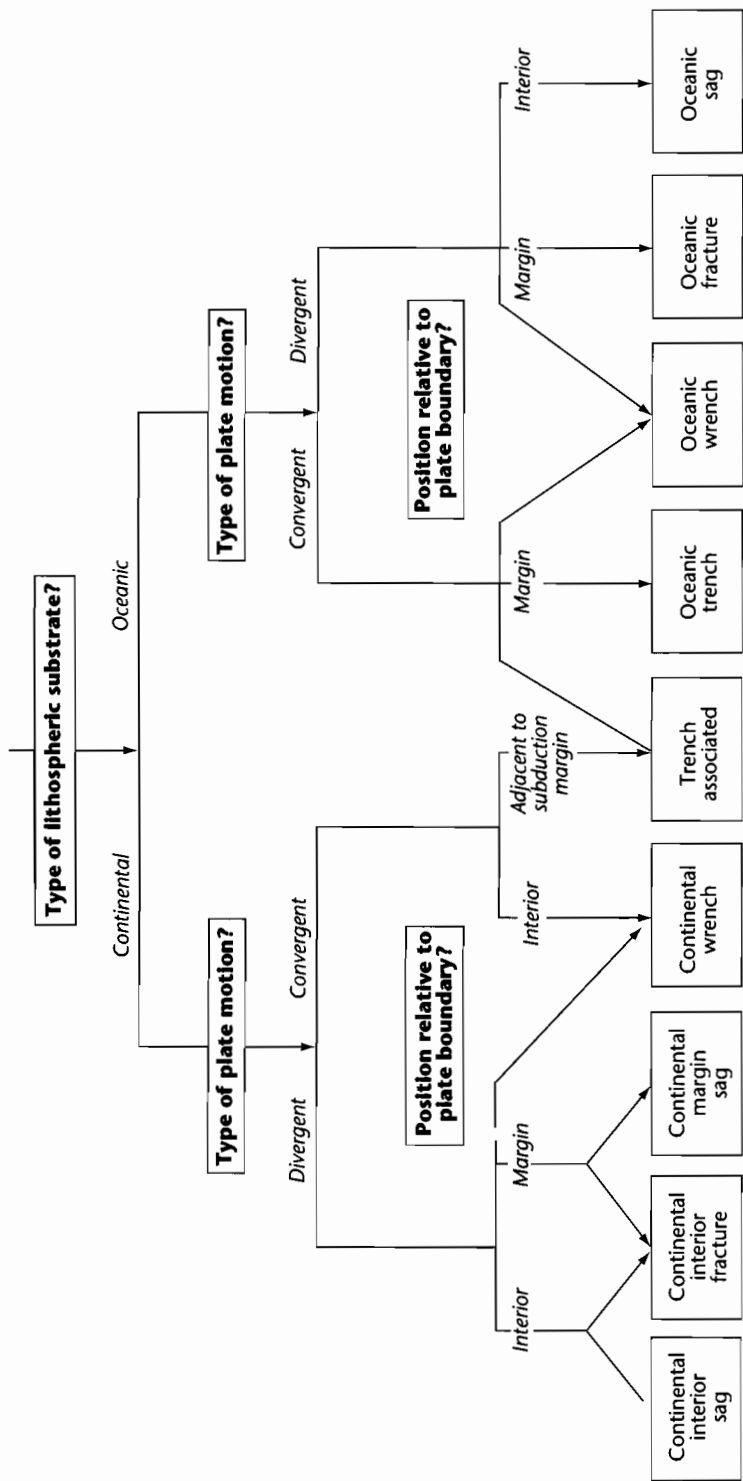 Type of lithospheric substrate?
Continental
Oceanic
Type of plate motion?
Type of plate motion?
Divergent
Convergent
Convergent
Divergent
Position relative to
plate boundary?
Position relative to
plate boundary?
Interior
Margin
Interior
Adjacent to
subduction
margin
Margin
Margin
Interior
Continental
interior
sag
Continental
interior
fracture
Continental
margin
sag
Continental
wrench
Trench
associated
Oceanic
trench
Oceanic
wrench
Oceanic
fracture
Oceanic
sag